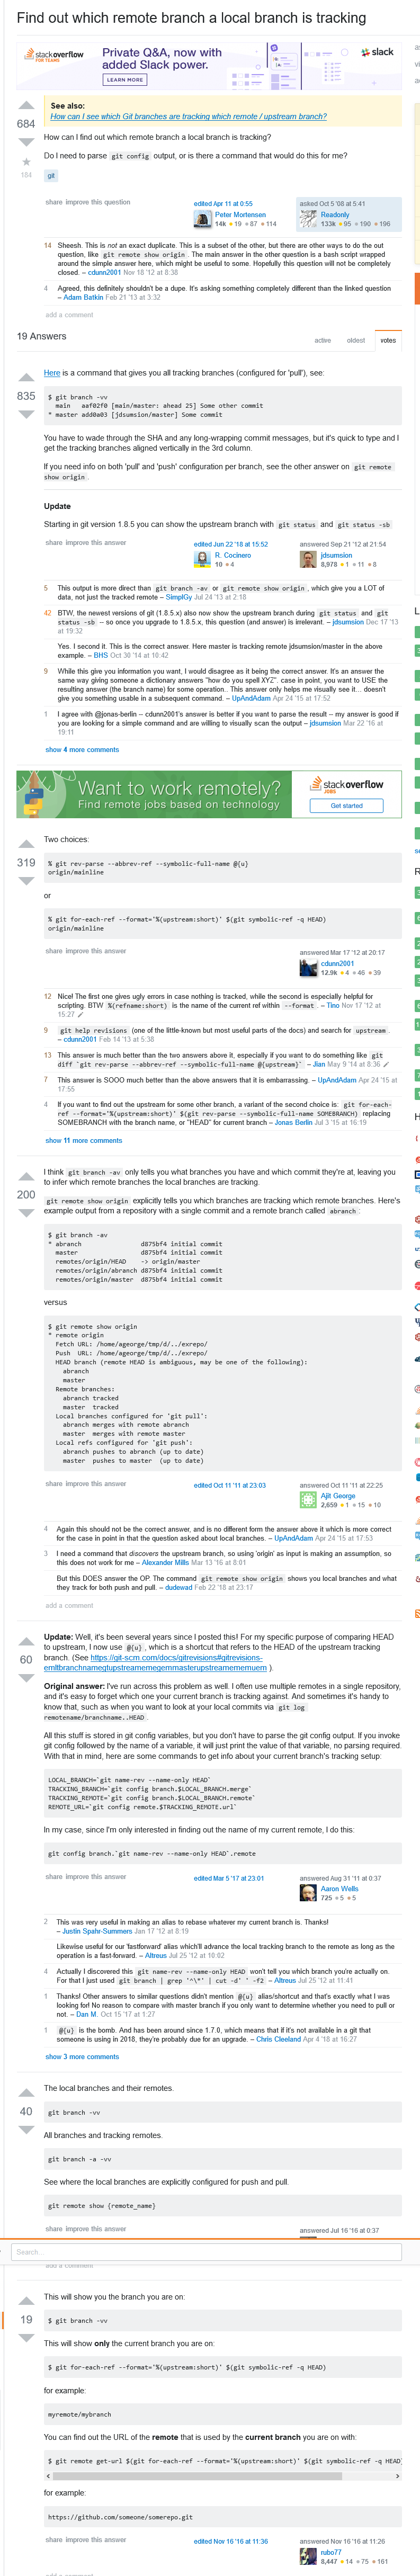 Find out which remote branch a local branch is tracking
stackoverflow
FOR TEAMS
Private Q&A, now with
added Slack power.
LEARN MORE
slack
684
184
See also:
How can I see which Git branches are tracking which remote / upstream branch?
How can I find out which remote branch a local branch is tracking?
Do I need to parse git config output, or is there a command that would do this for me?
git
share improve this question
edited Apr 11 at 0:55
Peter Mortensen
14k 19 87 114
asked Oct 5 '08 at 5:41
Readonly
133k 95 190 196
14 Sheesh. This is not an exact duplicate. This is a subset of the other, but there are other ways to do the out
question, like git remote show origin . The main answer in the other question is a bash script wrapped
around the simple answer here, which might be useful to some. Hopefully this question will not be completely
closed. – cdunn2001 Nov 18 '12 at 8:38
4 Agreed, this definitely shouldn't be a dupe. It's asking something completely different than the linked question
– Adam Batkin Feb 21 '13 at 3:32
add a comment
19 Answers
active oldest votes
835
Here is a command that gives you all tracking branches (configured for 'pull'), see:
$ git branch -vv
main   aaf02f0 [main/master: ahead 25] Some other commit
* master add0a03 [jdsumsion/master] Some commit
You have to wade through the SHA and any long-wrapping commit messages, but it's quick to type and I
get the tracking branches aligned vertically in the 3rd column.
If you need info on both 'pull' and 'push' configuration per branch, see the other answer on git remote
show origin .
Update
Starting in git version 1.8.5 you can show the upstream branch with git status and git status -sb
share improve this answer
edited Jun 22 '18 at 15:52
R. Cocinero
10 4
answered Sep 21 '12 at 21:54
jdsumsion
8,978 1 11 8
5 This output is more direct than git branch -av or git remote show origin , which give you a LOT of
data, not just the tracked remote – SimplGy Jul 24 '13 at 2:18
42 BTW, the newest version of git (1.8.5.x) also now show the upstream branch during git status and git
status -sb – so once you upgrade to 1.8.5.x, this question (and answer) is irrelevant. – jdsumsion Dec 17 '13
at 19:32
Yes. I second that. This is the correct answer. Here master is tracking remote jdsumsion/master in the above
example. – BHS Oct 30 '14 at 10:42
9 While this give you information you want, I would disagree as it being the correct answer. It's an answer the
same way giving someone a dictionary answers "how do you spell XYZ". case in point, you want to USE the
resulting answer (the branch name) for some operation.. This answer only helps you visually see it... doesn't
give you something usable in a subsequent command. – UpAndAdam Apr 24 '15 at 17:52
1 I agree with @jonas-berlin -- cdunn2001's answer is better if you want to parse the result -- my answer is good if
you are looking for a simple command and are willing to visually scan the output – jdsumsion Mar 22 '16 at
19:11
show 4 more comments
Want to work remotely?
Find remote jobs based on technology
stackoverflow
JOBS
Get started
319
Two choices:
% git rev-parse --abbrev-ref --symbolic-full-name @{u}
origin/mainline
or
% git for-each-ref --format='%(upstream:short)' $(git symbolic-ref -q HEAD)
origin/mainline
share improve this answer
answered Mar 17 '12 at 20:17
cdunn2001
12.9k 4 46 39
12 Nice! The first one gives ugly errors in case nothing is tracked, while the second is especially helpful for
scripting. BTW %(refname:short) is the name of the current ref within --format . – Tino Nov 17 '12 at
15:27
9 git help revisions (one of the little-known but most useful parts of the docs) and search for upstream .
– cdunn2001 Feb 14 '13 at 5:38
13 This answer is much better than the two answers above it, especially if you want to do something like git
diff `git rev-parse --abbrev-ref --symbolic-full-name @{upstream}` – Jian May 9 '14 at 8:36
7 This answer is SOOO much better than the above answers that it is embarrassing. – UpAndAdam Apr 24 '15 at
17:55
4 If you want to find out the upstream for some other branch, a variant of the second choice is: git for-each-
ref --format='%(upstream:short)' $(git rev-parse --symbolic-full-name SOMEBRANCH) replacing
SOMEBRANCH with the branch name, or "HEAD" for current branch – Jonas Berlin Jul 3 '15 at 16:19
show 11 more comments
200
I think git branch -av only tells you what branches you have and which commit they're at, leaving you
to infer which remote branches the local branches are tracking.
git remote show origin explicitly tells you which branches are tracking which remote branches. Here's
example output from a repository with a single commit and a remote branch called abranch :
$ git branch -av
* abranch                d875bf4 initial commit
master                 d875bf4 initial commit
remotes/origin/HEAD    -> origin/master
remotes/origin/abranch d875bf4 initial commit
remotes/origin/master  d875bf4 initial commit
versus
$ git remote show origin
* remote origin
Fetch URL: /home/ageorge/tmp/d/../exrepo/
Push  URL: /home/ageorge/tmp/d/../exrepo/
HEAD branch (remote HEAD is ambiguous, may be one of the following):
abranch
master
Remote branches:
abranch tracked
master  tracked
Local branches configured for 'git pull':
abranch merges with remote abranch
master  merges with remote master
Local refs configured for 'git push':
abranch pushes to abranch (up to date)
master  pushes to master  (up to date)
share improve this answer
edited Oct 11 '11 at 23:03
answered Oct 11 '11 at 22:25
Ajit George
2,659 1 15 10
4 Again this should not be the correct answer, and is no different form the answer above it which is more correct
for the case in point in that the question asked about local branches. – UpAndAdam Apr 24 '15 at 17:53
3 I need a command that discovers the upstream branch, so using 'origin' as input is making an assumption, so
this does not work for me – Alexander Mills Mar 13 '16 at 8:01
But this DOES answer the OP. The command git remote show origin shows you local branches and what
they track for both push and pull. – dudewad Feb 22 '18 at 23:17
add a comment
60
Update: Well, it's been several years since I posted this! For my specific purpose of comparing HEAD
to upstream, I now use @{u} , which is a shortcut that refers to the HEAD of the upstream tracking
branch. (See https://git-scm.com/docs/gitrevisions#gitrevisions-
emltbranchnamegtupstreamemegemmasterupstreamememuem ).
Original answer: I've run across this problem as well. I often use multiple remotes in a single repository,
and it's easy to forget which one your current branch is tracking against. And sometimes it's handy to
know that, such as when you want to look at your local commits via git log
remotename/branchname..HEAD .
All this stuff is stored in git config variables, but you don't have to parse the git config output. If you invoke
git config followed by the name of a variable, it will just print the value of that variable, no parsing required.
With that in mind, here are some commands to get info about your current branch's tracking setup:
LOCAL_BRANCH=`git name-rev --name-only HEAD`
TRACKING_BRANCH=`git config branch.$LOCAL_BRANCH.merge`
TRACKING_REMOTE=`git config branch.$LOCAL_BRANCH.remote`
REMOTE_URL=`git config remote.$TRACKING_REMOTE.url`
In my case, since I'm only interested in finding out the name of my current remote, I do this:
git config branch.`git name-rev --name-only HEAD`.remote
share improve this answer
edited Mar 5 '17 at 23:01
answered Aug 31 '11 at 0:37
Aaron Wells
725 5 5
2 This was very useful in making an alias to rebase whatever my current branch is. Thanks!
– Justin Spahr-Summers Jan 17 '12 at 8:19
Likewise useful for our 'fastforward' alias which'll advance the local tracking branch to the remote as long as the
operation is a fast-forward. – Altreus Jul 25 '12 at 10:02
4 Actually I discovered this git name-rev --name-only HEAD won't tell you which branch you're actually on.
For that I just used git branch | grep '^\*' | cut -d' ' -f2 – Altreus Jul 25 '12 at 11:41
1 Thanks! Other answers to similar questions didn't mention @{u} alias/shortcut and that's exactly what I was
looking for! No reason to compare with a name of the branch if you only want to determine whether you need to pull or
not. – Dan M. Oct 15 '17 at 1:27
1 @{u} is the bomb. And has been around since 1.7.0, which means that if it's not available in a git that
someone is using in 2018, they're probably due for an upgrade. – Chris Cleeland Apr 4 '18 at 16:27
show 3 more comments
40
The local branches and their remotes.
git branch -vv
All branches and tracking remotes.
git branch -a -vv
See where the local branches are explicitly configured for push and pull.
git remote show {remote_name}
share improve this answer
answered Jul 16 '16 at 0:37
Search...
add a comment
19
This will show you the branch you are on:
$ git branch -vv
This will show only the current branch you are on:
$ git for-each-ref --format='%(upstream:short)' $(git symbolic-ref -q HEAD)
for example:
myremote/mybranch
You can find out the URL of the remote that is used by the current branch you are on with:
$ git remote get-url $(git for-each-ref --format='%(upstream:short)' $(git symbolic-ref -q HEAD)
for example:
https://github.com/someone/somerepo.git
share improve this answer
edited Nov 16 '16 at 11:36
answered Nov 16 '16 at 11:26
rubo77
8,447 14 75 161